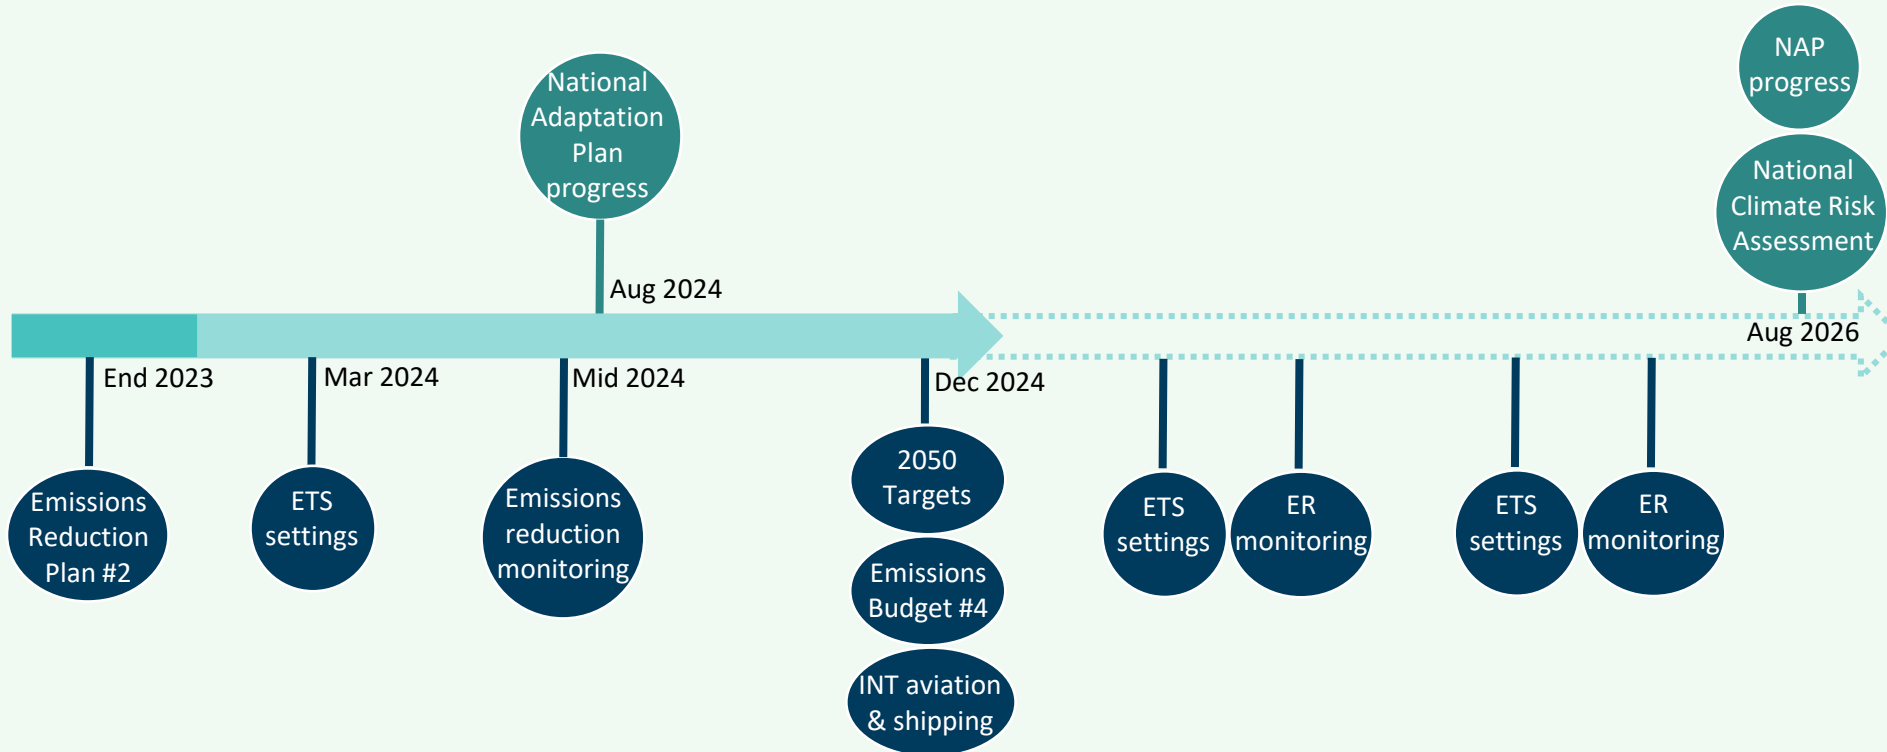 NAP
progress
National
Adaptation
Plan
progress
National
Climate Risk
Assessment
Aug 2024
Aug 2026
End 2023
Mar 2024
Mid 2024
Dec 2024
Emissions
Reduction
Plan #2
ETS
settings
Emissions
reduction
monitoring
2050
Targets
Emissions
Budget #4
INT aviation
& shipping
ETS
settings
ER
monitoring
ETS
settings
ER
monitoring